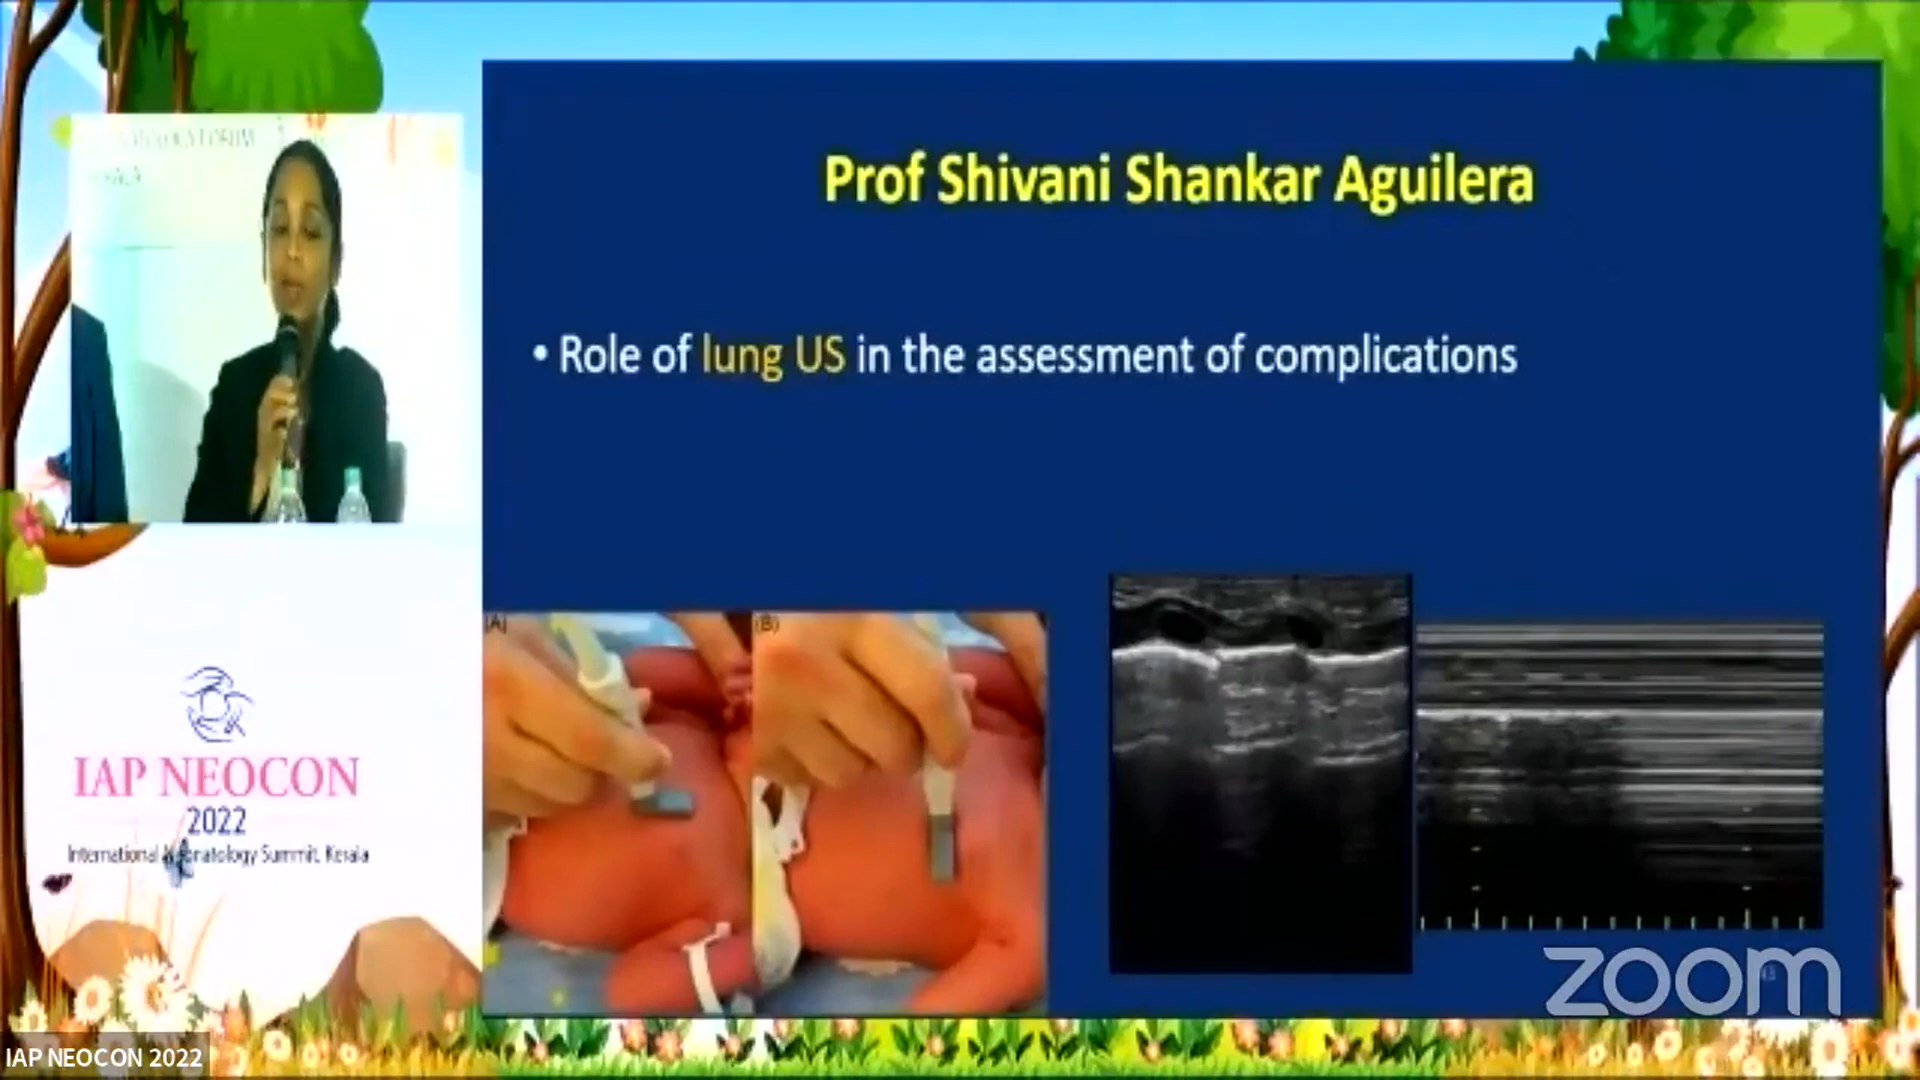 Prof Shivani Shankar Aguilera
• Role of lung US in the assessment of complications
(A)
(B)
IAP NEOCON
2022
International Neonatology Summit, Kerala
zoom
IAP NEOCON 2022